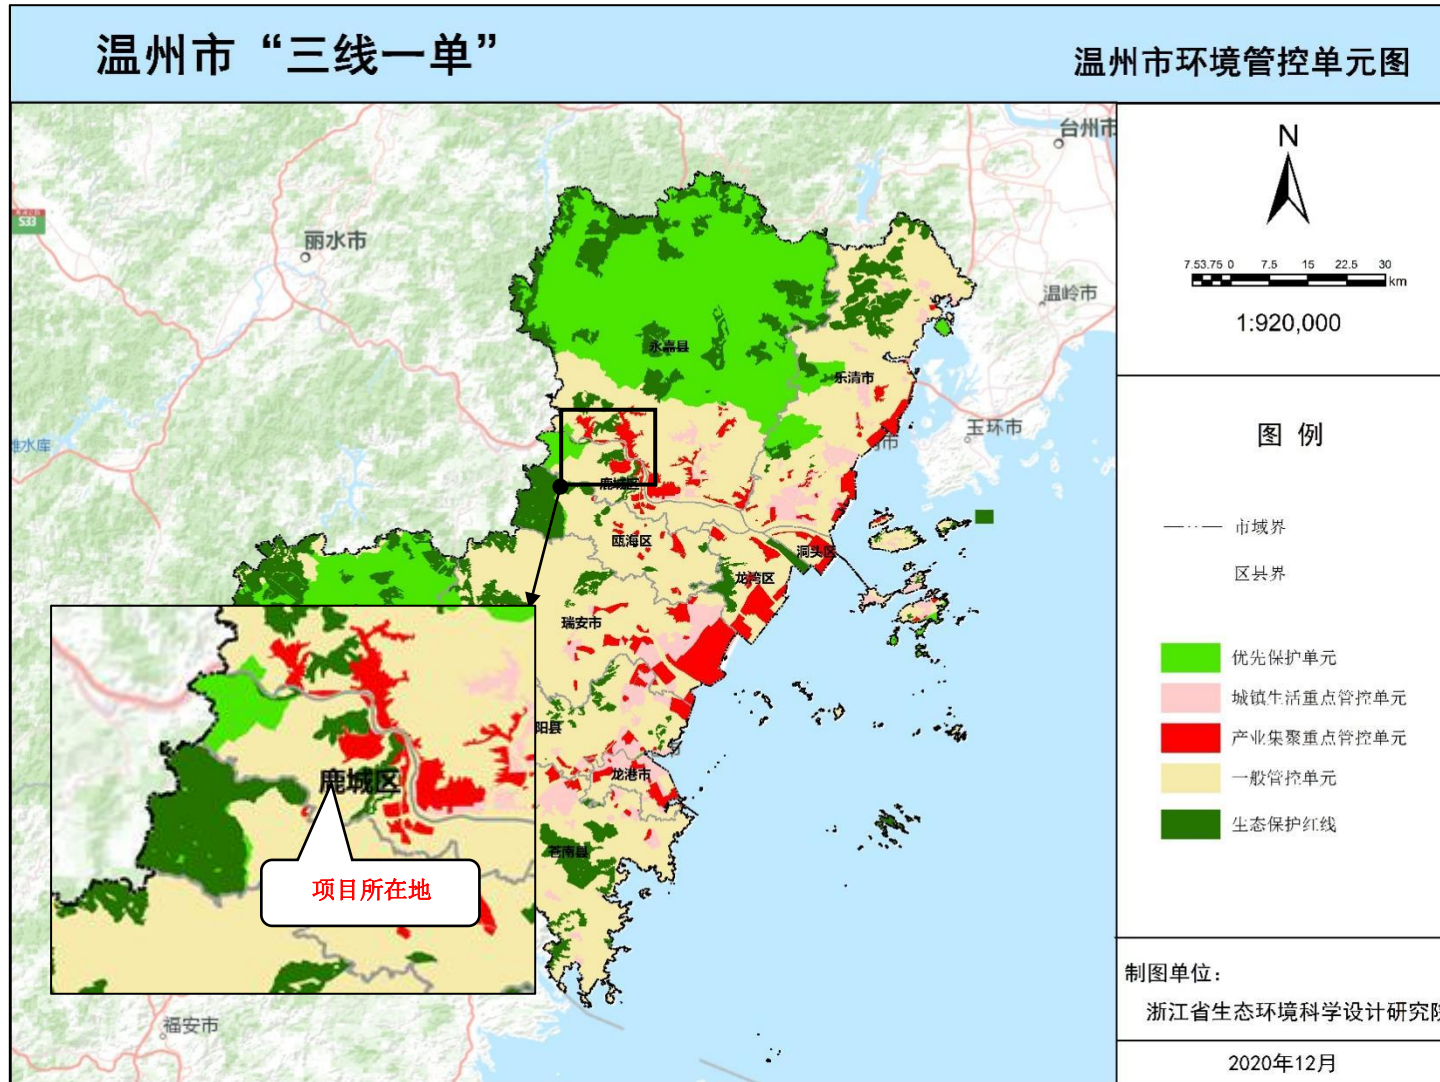 温州市“三线一单”
温州市环境管控单元图
台州市
S33
丽水市
温岭市
永嘉县
乐清市
玉环市
滩水库
鹿城区
瓯海区
洞头区
龙湾区
瑞安市
阳县
龙港市
苍南县
福安市
鹿城区
项目所在地
N
7.53.75 0 7.5 15 22.5 30
km
1:920,000
图 例
市域界
区县界
优先保护单元
城镇生活重点管控单元
产业集聚重点管控单元
一般管控单元
生态保护红线
制图单位：
浙江省生态环境科学设计研究院
2020年12月